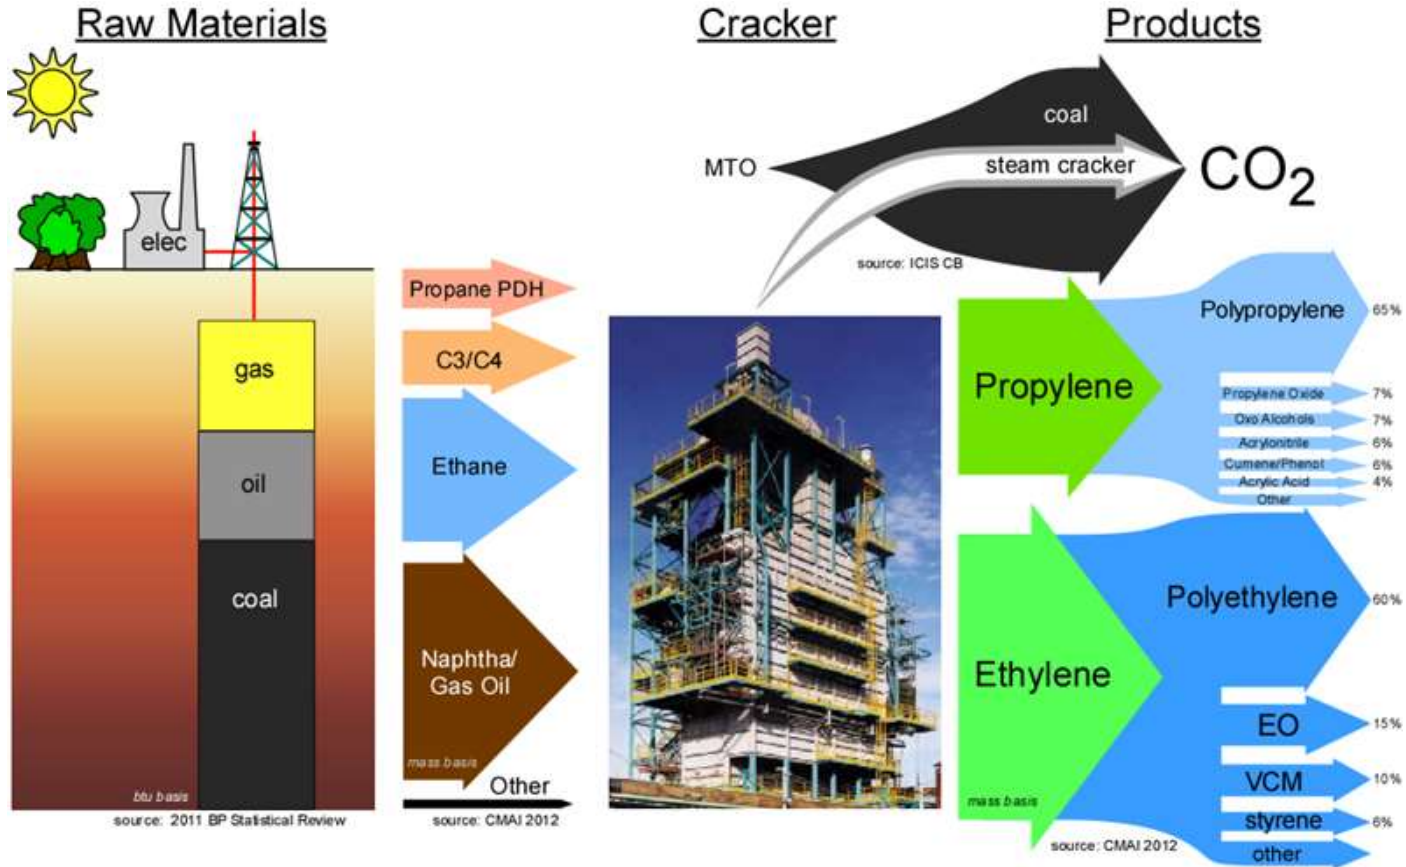 Raw Materials
Cracker
Products
coal
MTO
steam cracker
CO2
source: ICIS CB
elec
gas
oil
coal
btu basis
source: 2011 BP Statistical Review
Propane PDH
C3/C4
Ethane
Naphtha/
Gas Oil
mass basis
Other
source: CMAI 2012
Propylene
Polypropylene
65%
Propylene Oxide
7%
Oxo Alcohols
7%
Acrylonitrile
6%
Cumene/Phenol
6%
Acrylic Acid
4%
Other
Ethylene
mass basis
Polyethylene
60%
EO
15%
VCM
10%
styrene
6%
other
source: CMAI 2012